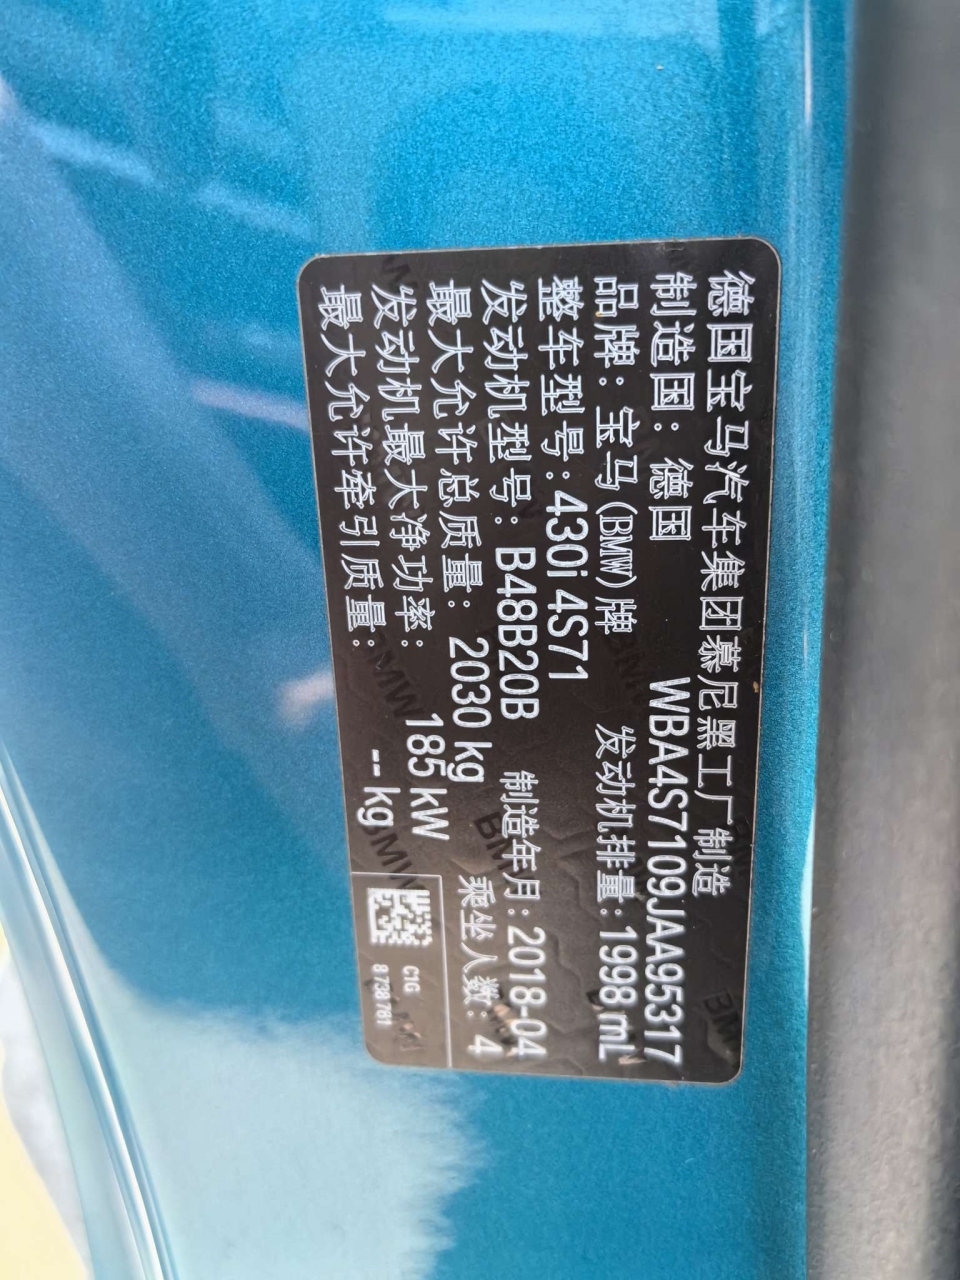 德国宝马汽车集团慕尼黑工厂制造
制造国：德国 WBA4S7109JAA95317
品牌：宝马(BMW)牌 发动机排量：1998 mL
整车型号：430i 4S71
发动机型号：B48B20B 制造年月：2018-04
最大允许总质量：2030 kg 乘坐人数：4
发动机最大净功率：185 kW
最大允许牵引质量：-- kg
C1G
8 738 781